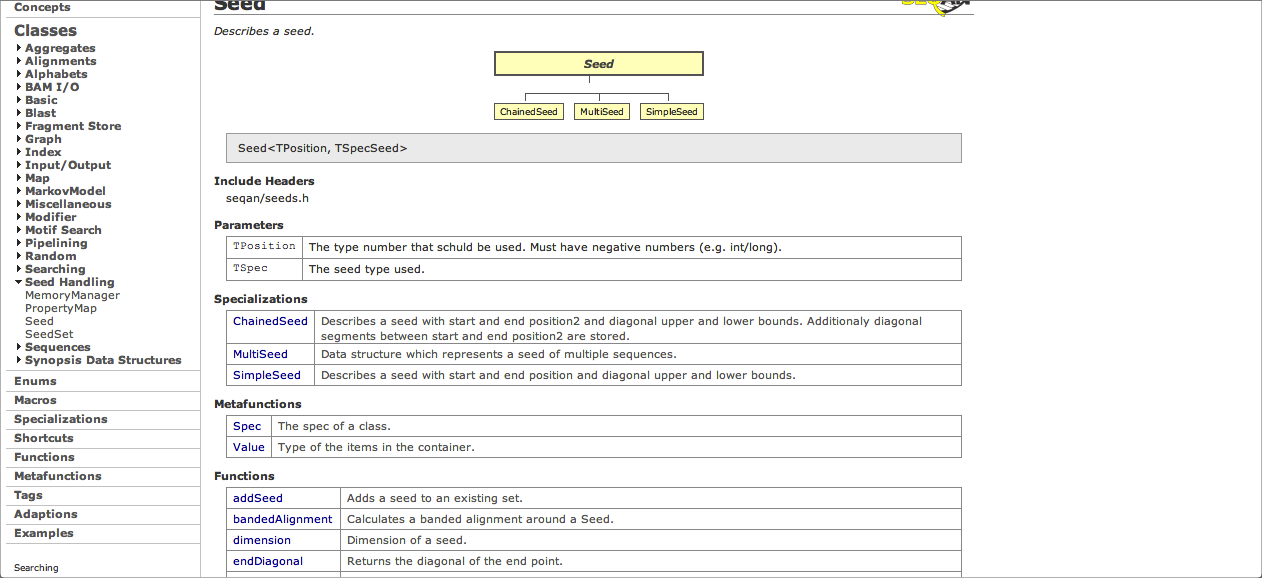 Concepts
Classes
Aggregates
Alignments
Alphabets
BAM I/O
Basic
Blast
Fragment Store
Graph
Index
Input/Output
Map
MarkovModel
Miscellaneous
Modifier
Motif Search
Pipelining
Random
Searching
Seed Handling
MemoryManager
PropertyMap
Seed
SeedSet
Sequences
Synopsis Data Structures
Enums
Macros
Specializations
Shortcuts
Functions
Metafunctions
Tags
Adaptions
Examples
Searching
Seed
Describes a seed.
Seed
ChainedSeed MultiSeed SimpleSeed
Seed<TPosition, TSpecSeed>
Include Headers
seqan/seeds.h
Parameters
TPosition The type number that schuld be used. Must have negative numbers (e.g. int/long).
TSpec The seed type used.
Specializations
ChainedSeed Describes a seed with start and end position2 and diagonal upper and lower bounds. Additionaly diagonal
segments between start and end position2 are stored.
MultiSeed Data structure which represents a seed of multiple sequences.
SimpleSeed Describes a seed with start and end position and diagonal upper and lower bounds.
Metafunctions
Spec The spec of a class.
Value Type of the items in the container.
Functions
addSeed Adds a seed to an existing set.
bandedAlignment Calculates a banded alignment around a Seed.
dimension Dimension of a seed.
endDiagonal Returns the diagonal of the end point.